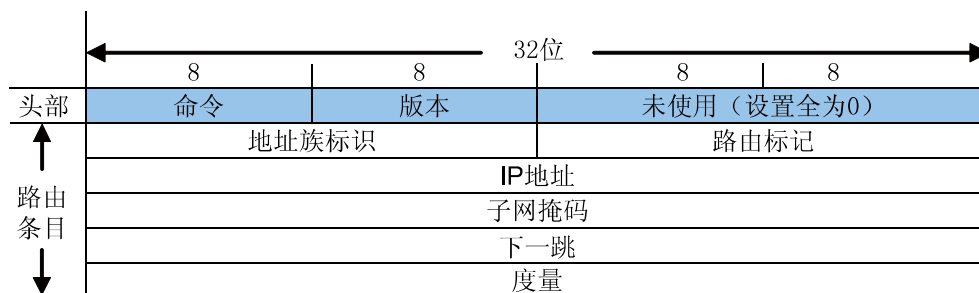 32位
8 8 8 8
头部 命令 版本 未使用（设置全为0）
地址族标识 路由标记
IP地址
路由条目 子网掩码
下一跳
度量